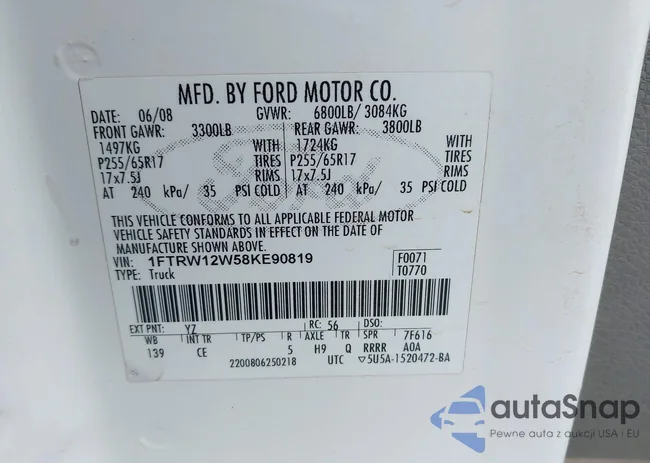 MFD. BY FORD MOTOR CO.
DATE: 06/08 GVWR: 6800LB/ 3084KG
FRONT GAWR: 3300LB REAR GAWR: 3800LB
1497KG WITH 1724KG WITH
P255/65R17 TIRES P255/65R17 TIRES
17x7.5J RIMS 17x7.5J RIMS
AT 240 kPa/ 35 PSI COLD AT 240 kPa/ 35 PSI COLD
Ford
THIS VEHICLE CONFORMS TO ALL APPLICABLE FEDERAL MOTOR
VEHICLE SAFETY STANDARDS IN EFFECT ON THE DATE OF
MANUFACTURE SHOWN ABOVE.
VIN: 1FTRW12W58KE90819 F0071
TYPE: Truck T0770
EXT PNT: YZ RC: 56 DSO:
WB INT TR TP/PS R AXLE TR SPR 7F616
139 CE 5 H9 Q RRRR A0A
2200806250218 UTC ▽5U5A-1520472-BA
autaSnap
Pewne auta z aukcji USA i EU